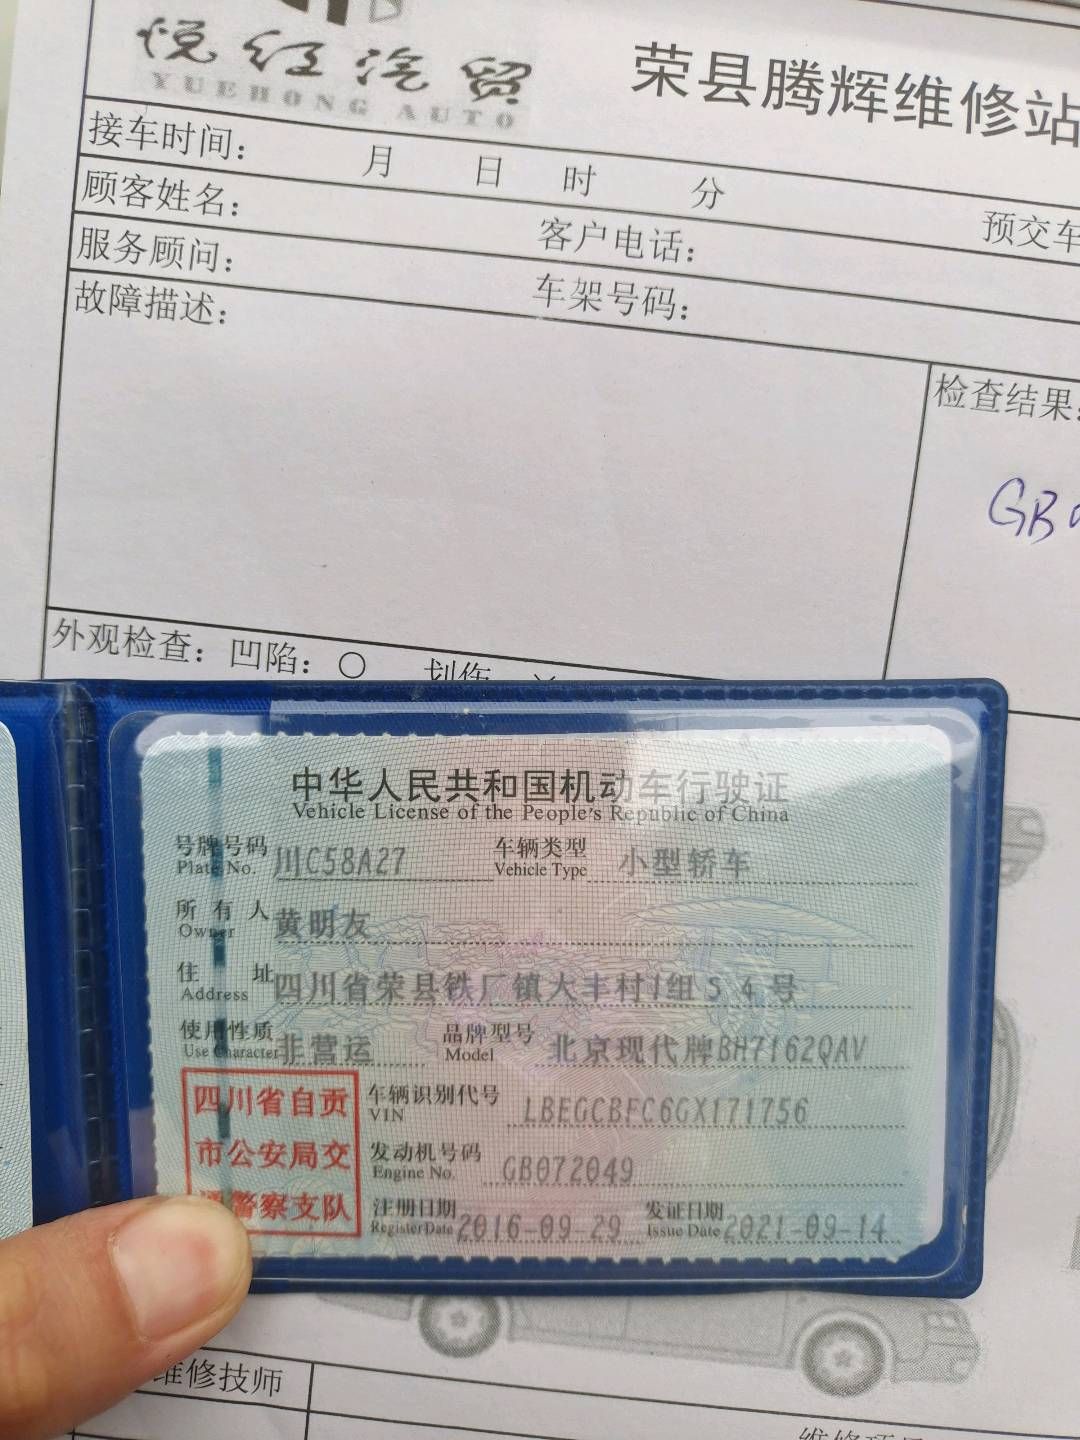 悦红汽贸
YUEHONG AUTO
荣县腾辉维修站
接车时间： 月 日 时 分
预交车
顾客姓名：
客户电话：
服务顾问：
车架号码：
故障描述：
检查结果：
GB
外观检查：凹陷：○ 划伤
中华人民共和国机动车行驶证
Vehicle License of the People's Republic of China
号牌号码 川C58A27 车辆类型 小型轿车
Plate No. Vehicle Type
所有人 黄明友
Owner
住址 四川省荣县铁厂镇大丰村1组54号
Address
使用性质 非营运 品牌型号 北京现代牌BH7162QAV
Use Character Model
四川省自贡
市公安局交
通警察支队
车辆识别代号 LBEGCBFC6GX171756
VIN
发动机号码 GB072049
Engine No.
注册日期 2016-09-29 发证日期 2021-09-14
Register Date Issue Date
维修技师
维修项目